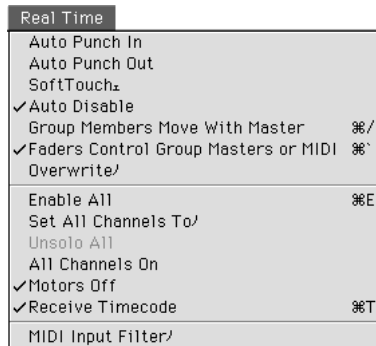 Real Time
Auto Punch In
Auto Punch Out
SoftTouch±
✓Auto Disable
Group Members Move With Master ⌘/
✓Faders Control Group Masters or MIDI ⌘`
Overwrite/
Enable All ⌘E
Set All Channels To/
Unsolo All
All Channels On
✓Motors Off
✓Receive Timecode ⌘T
MIDI Input Filter/